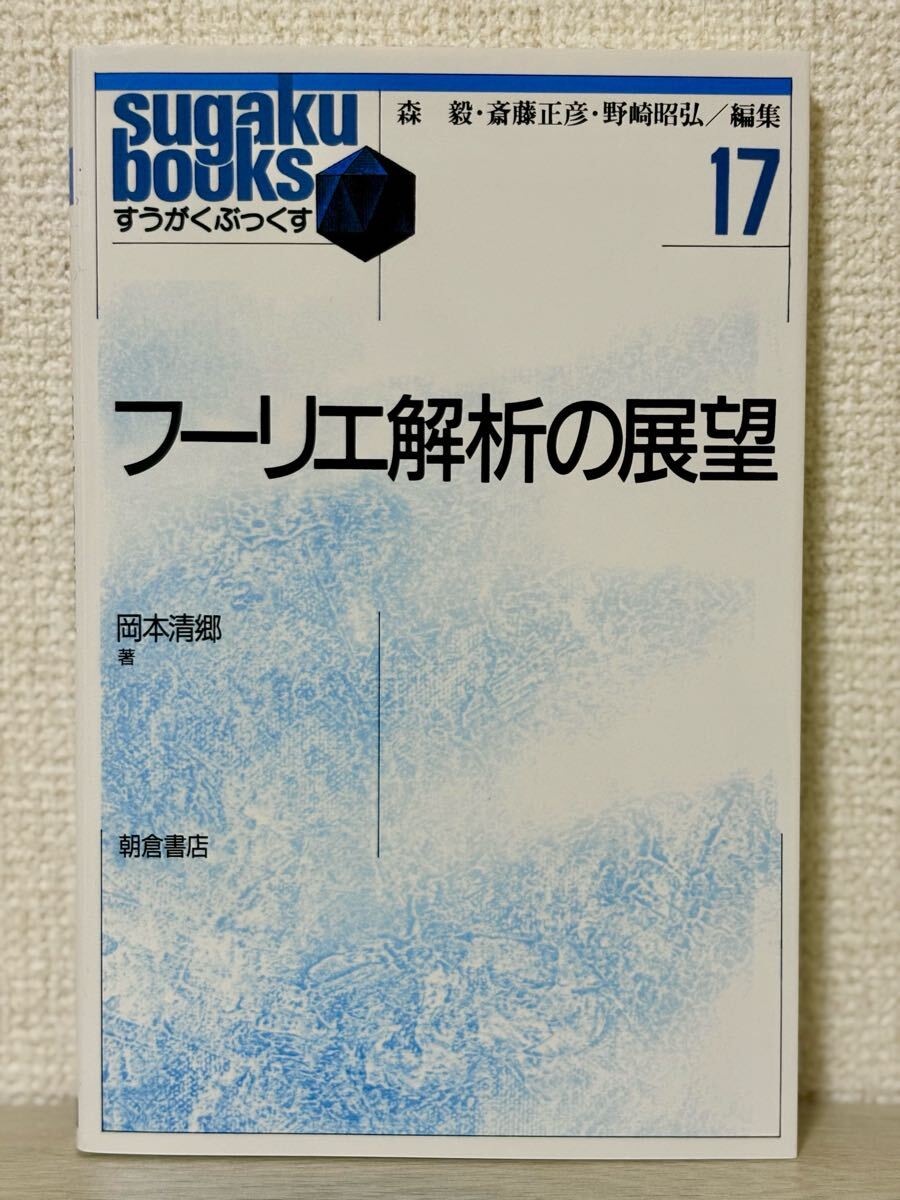 sugaku
books
すうがくぶっくす
森 毅・斎藤正彦・野崎昭弘／編集
17
フーリエ解析の展望
岡本清郷
著
朝倉書店